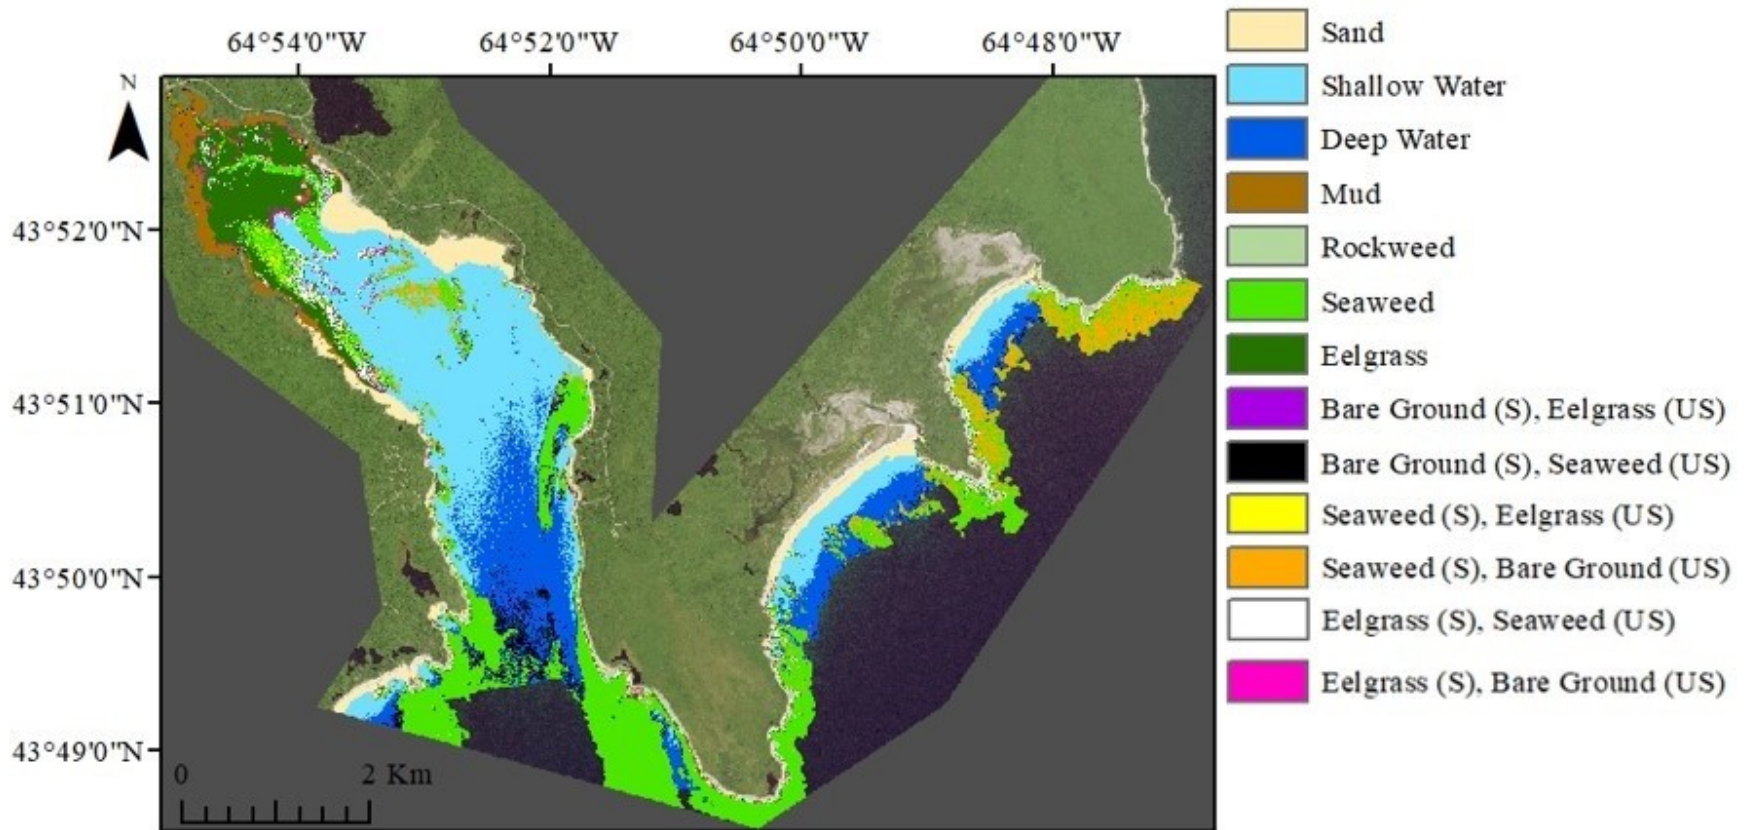 64°54'0"W 64°52'0"W 64°50'0"W 64°48'0"W
N
43°52'0"N
43°51'0"N
43°50'0"N
43°49'0"N
0 2 Km
Sand
Shallow Water
Deep Water
Mud
Rockweed
Seaweed
Eelgrass
Bare Ground (S), Eelgrass (US)
Bare Ground (S), Seaweed (US)
Seaweed (S), Eelgrass (US)
Seaweed (S), Bare Ground (US)
Eelgrass (S), Seaweed (US)
Eelgrass (S), Bare Ground (US)